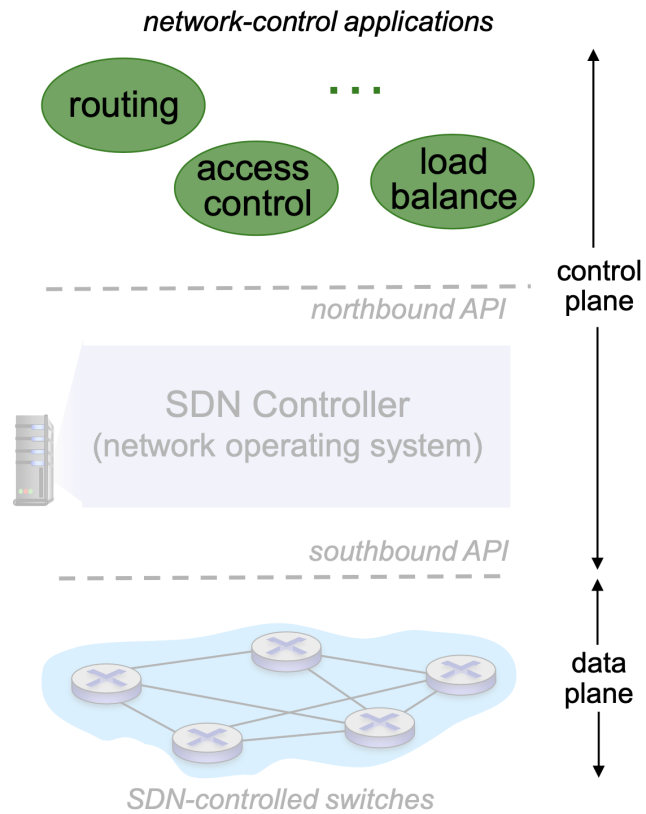 network-control applications
routing
...
access
control
load
balance
control
plane
northbound API
SDN Controller
(network operating system)
southbound API
data
plane
SDN-controlled switches